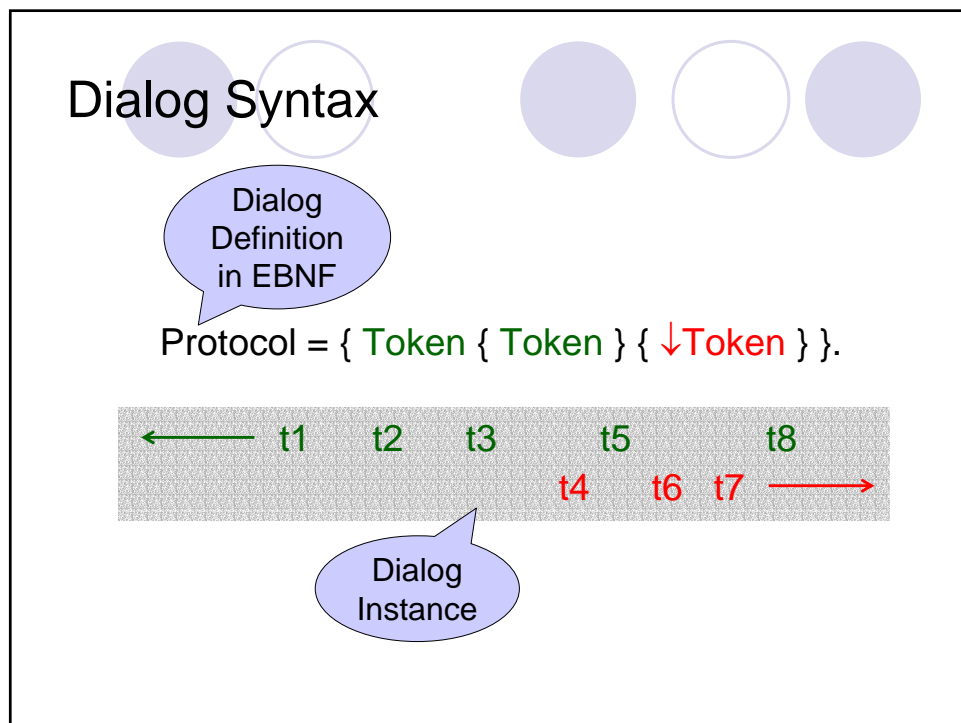 Dialog Syntax
Dialog
Definition
in EBNF
Protocol = { Token { Token } { ↓Token } }.
t1 t2 t3 t5 t8
t4 t6 t7
Dialog
Instance